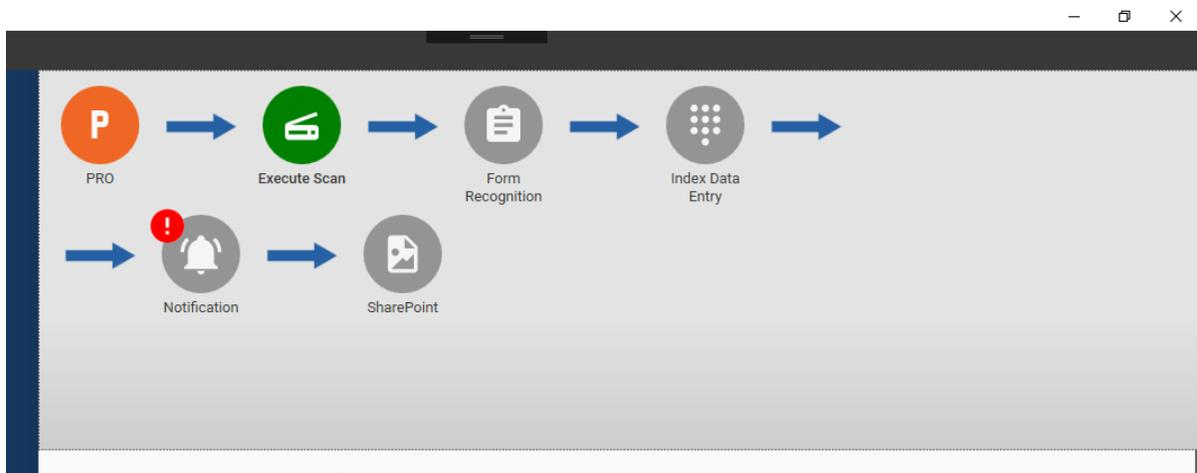 P
PRO
Execute Scan
Form
Recognition
Index Data
Entry
!
Notification
SharePoint